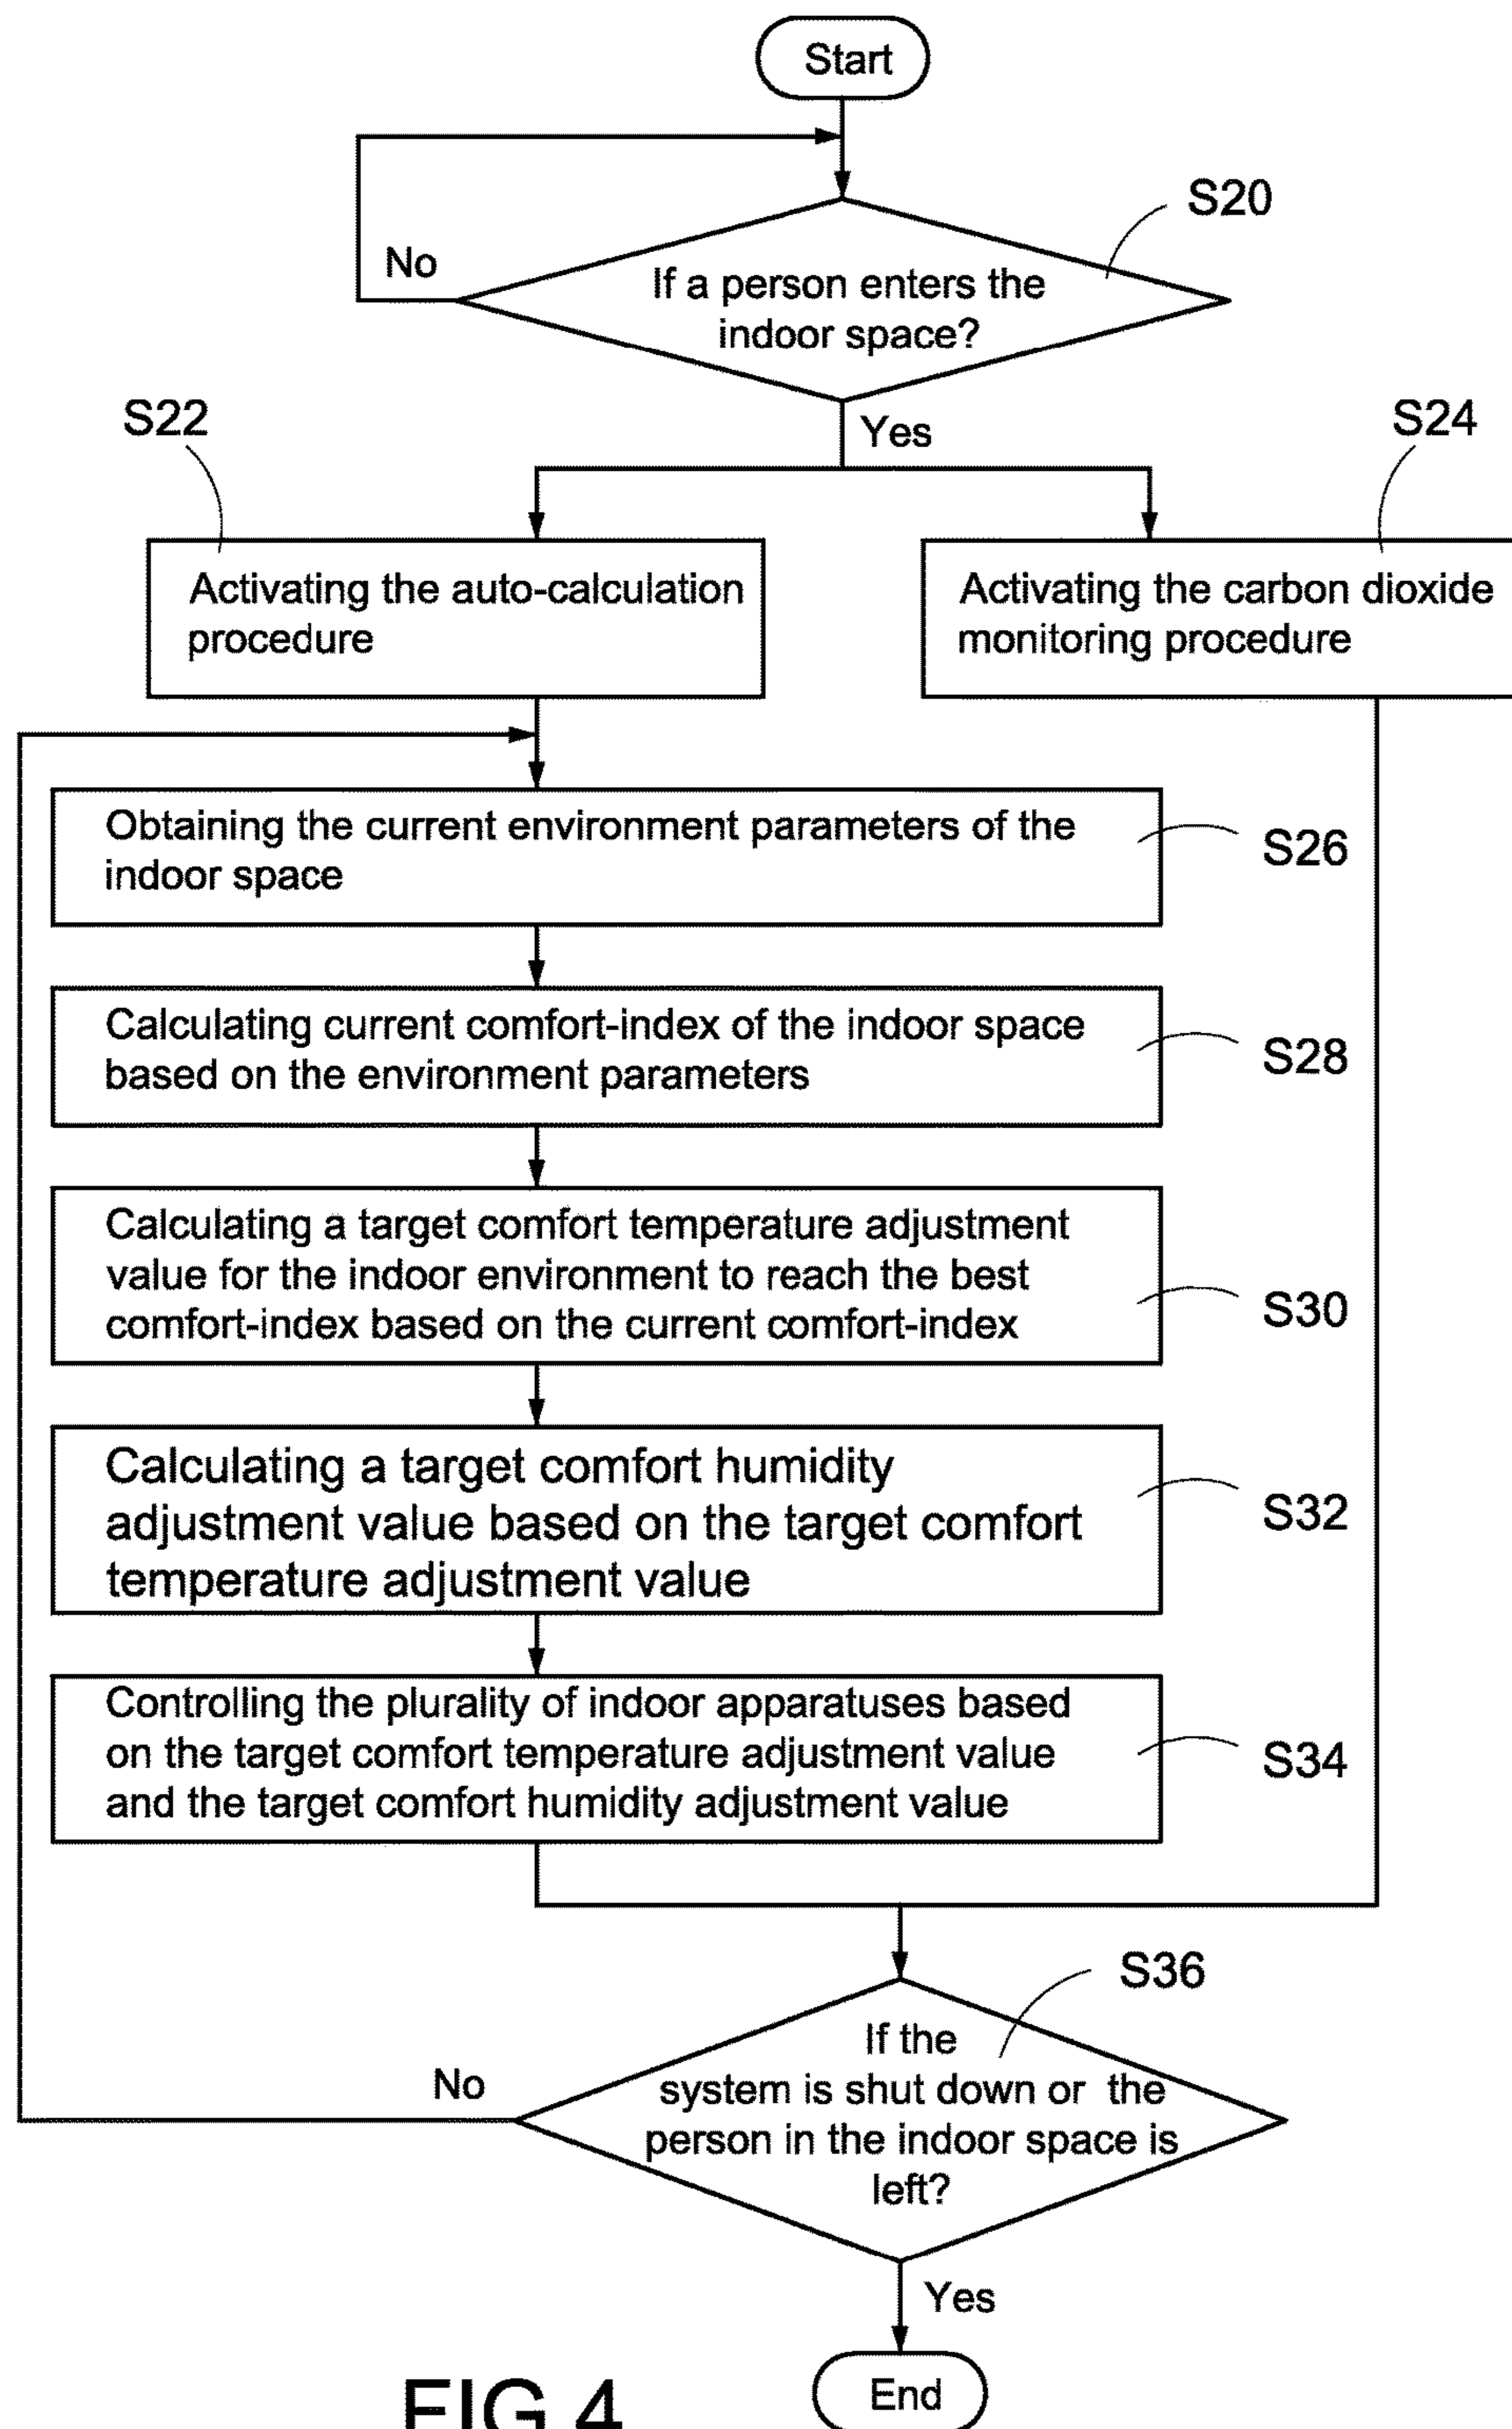 Start
S20
No
If a person enters the
indoor space?
Yes
S22
S24
Activating the auto-calculation
procedure
Activating the carbon dioxide
monitoring procedure
Obtaining the current environment parameters of the
indoor space
S26
Calculating current comfort-index of the indoor space
based on the environment parameters
S28
Calculating a target comfort temperature adjustment
value for the indoor environment to reach the best
comfort-index based on the current comfort-index
S30
Calculating a target comfort humidity
adjustment value based on the target comfort
temperature adjustment value
S32
Controlling the plurality of indoor apparatuses based
on the target comfort temperature adjustment value
and the target comfort humidity adjustment value
S34
S36
No
If the
system is shut down or the
person in the indoor space is
left?
Yes
End
FIG.4